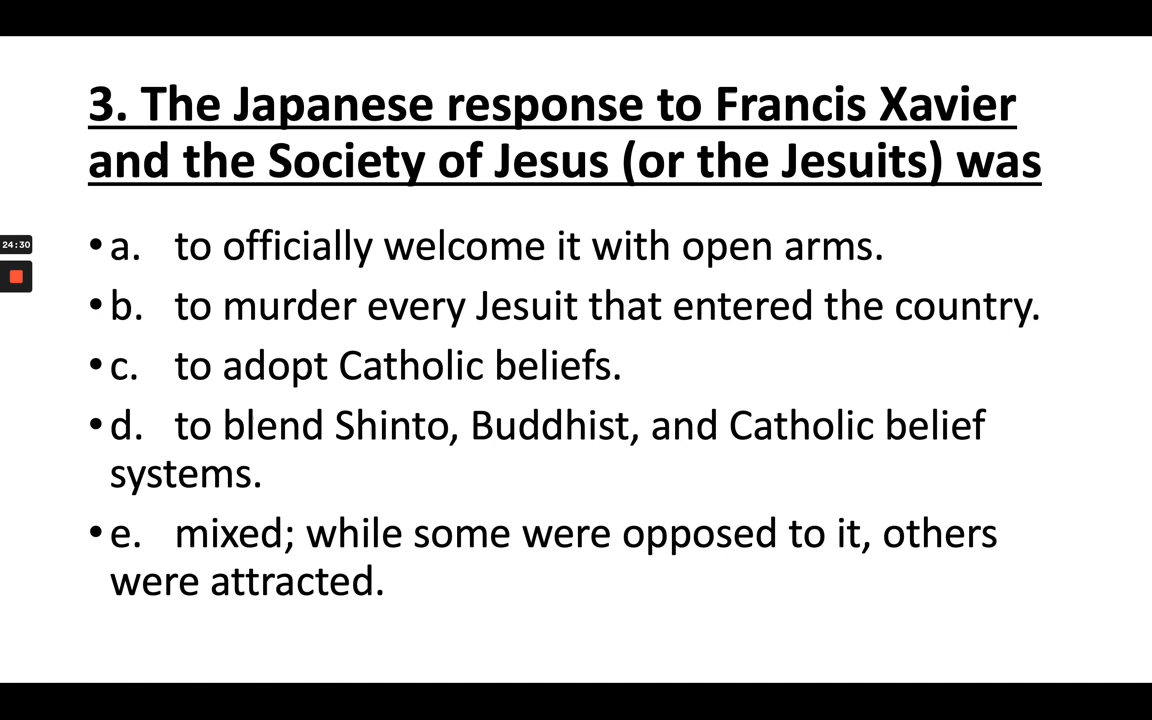 3. The Japanese response to Francis Xavier
and the Society of Jesus (or the Jesuits) was
24:30
•a. to officially welcome it with open arms.
•b. to murder every Jesuit that entered the country.
•c. to adopt Catholic beliefs.
•d. to blend Shinto, Buddhist, and Catholic belief
systems.
•e. mixed; while some were opposed to it, others
were attracted.